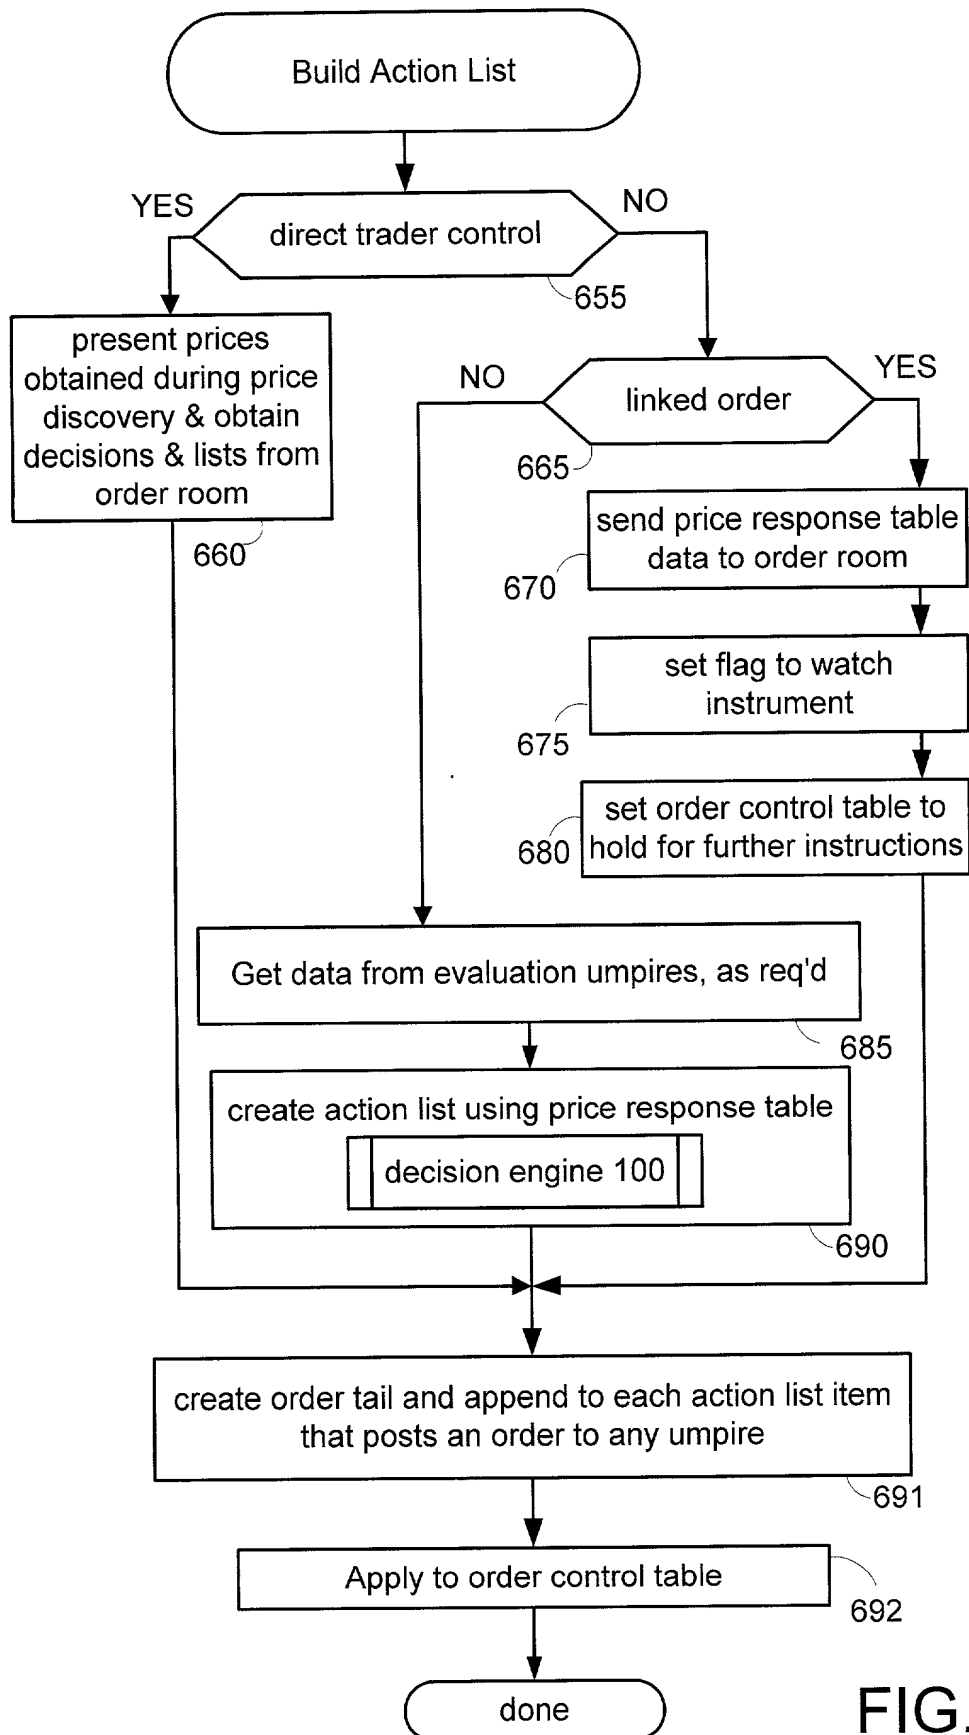 Build Action List
YES
NO
direct trader control
655
present prices
obtained during price
discovery & obtain
decisions & lists from
order room
660
NO
YES
linked order
665
send price response table
data to order room
670
set flag to watch
instrument
675
set order control table to
hold for further instructions
680
Get data from evaluation umpires, as req'd
685
create action list using price response table
decision engine 100
690
create order tail and append to each action list item
that posts an order to any umpire
691
Apply to order control table
692
done
FIG.